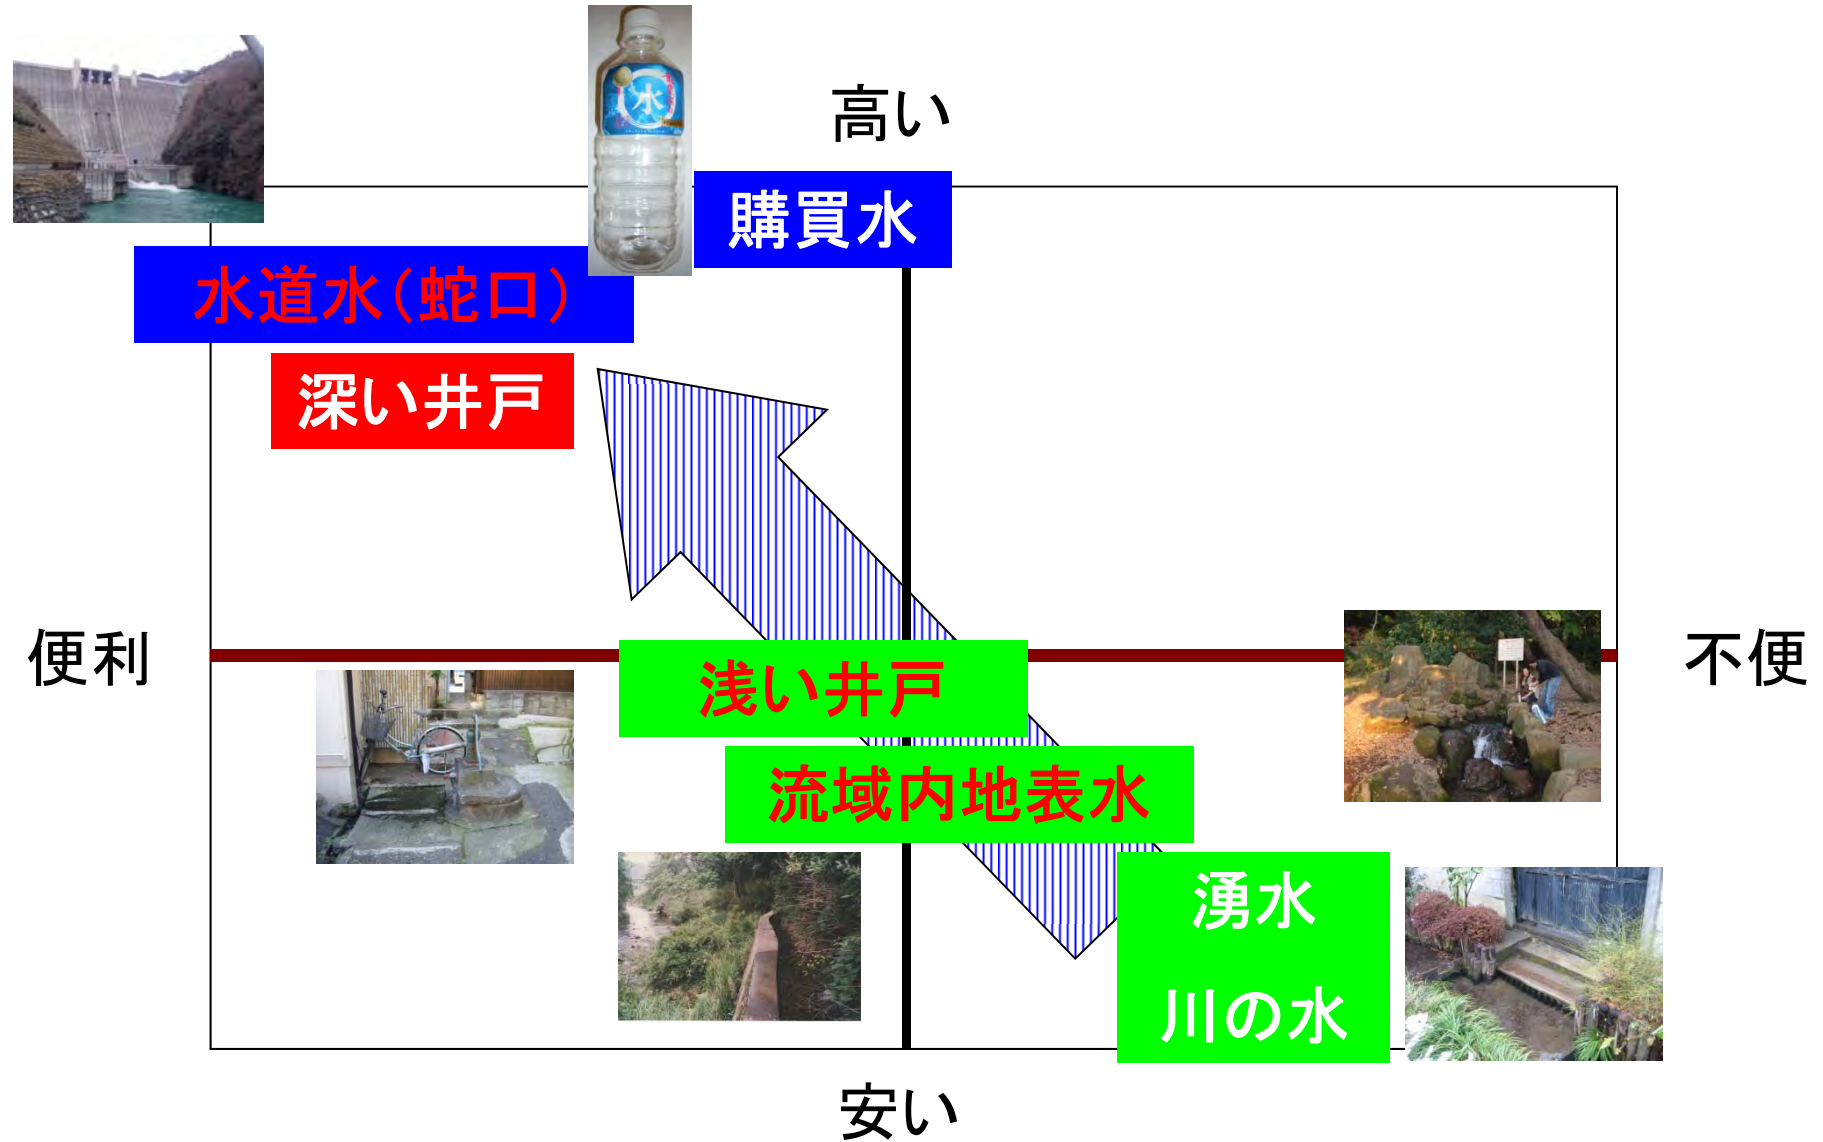 高い
水
購買水
水道水（蛇口）
深い井戸
便利
不便
浅い井戸
流域内地表水
湧水
川の水
安い